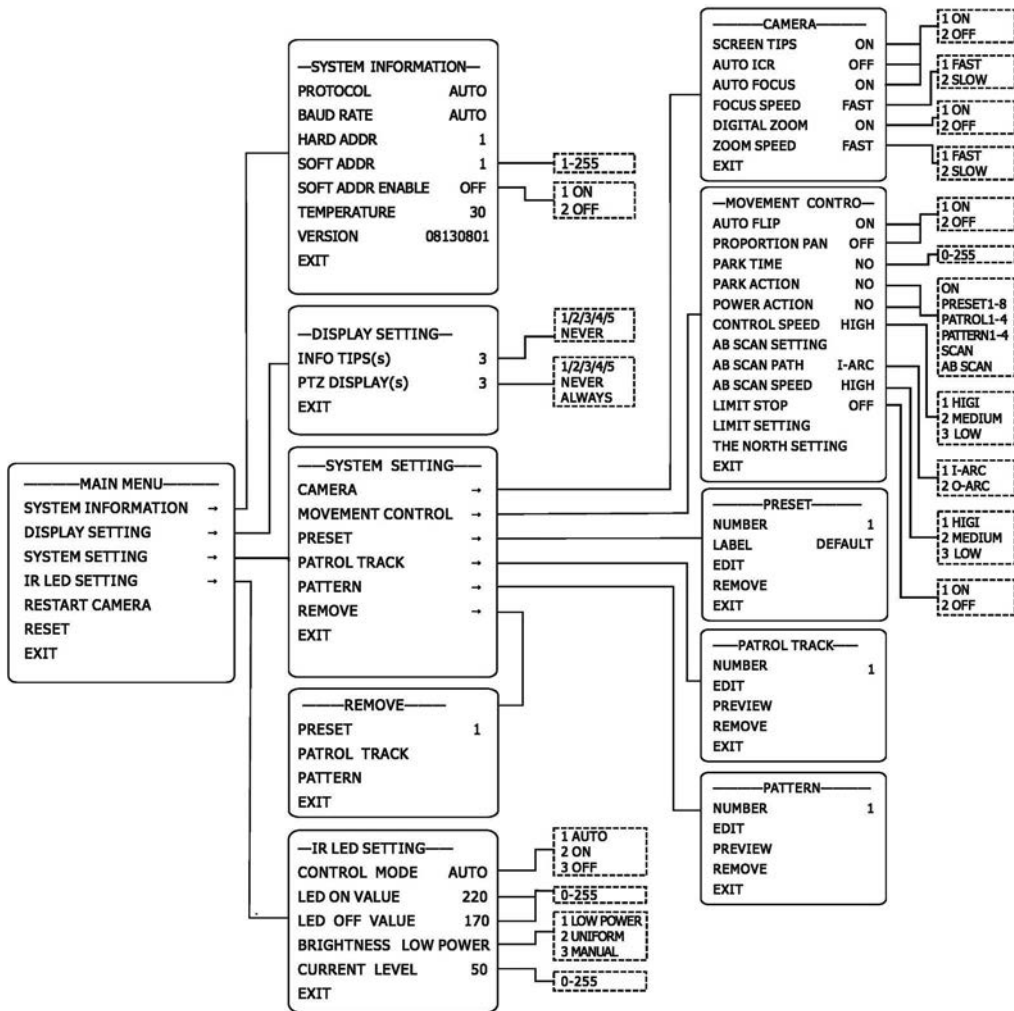 —MAIN MENU—
SYSTEM INFORMATION →
DISPLAY SETTING →
SYSTEM SETTING →
IR LED SETTING →
RESTART CAMERA
RESET
EXIT
—SYSTEM INFORMATION—
PROTOCOL AUTO
BAUD RATE AUTO
HARD ADDR 1
SOFT ADDR 1
SOFT ADDR ENABLE OFF
TEMPERATURE 30
VERSION 08130801
EXIT
1-255
1 ON
2 OFF
—DISPLAY SETTING—
INFO TIPS(s) 3
PTZ DISPLAY(s) 3
EXIT
1/2/3/4/5
NEVER
1/2/3/4/5
NEVER
ALWAYS
—SYSTEM SETTING—
CAMERA →
MOVEMENT CONTROL →
PRESET →
PATROL TRACK →
PATTERN →
REMOVE →
EXIT
—REMOVE—
PRESET 1
PATROL TRACK
PATTERN
EXIT
—IR LED SETTING—
CONTROL MODE AUTO
LED ON VALUE 220
LED OFF VALUE 170
BRIGHTNESS LOW POWER
CURRENT LEVEL 50
EXIT
1 AUTO
2 ON
3 OFF
0-255
1 LOW POWER
2 UNIFORM
3 MANUAL
0-255
—CAMERA—
SCREEN TIPS ON
AUTO ICR OFF
AUTO FOCUS ON
FOCUS SPEED FAST
DIGITAL ZOOM ON
ZOOM SPEED FAST
EXIT
1 ON
2 OFF
1 FAST
2 SLOW
1 ON
2 OFF
1 FAST
2 SLOW
—MOVEMENT CONTRO—
AUTO FLIP ON
PROPORTION PAN OFF
PARK TIME NO
PARK ACTION NO
POWER ACTION NO
CONTROL SPEED HIGH
AB SCAN SETTING
AB SCAN PATH I-ARC
AB SCAN SPEED HIGH
LIMIT STOP OFF
LIMIT SETTING
THE NORTH SETTING
EXIT
1 ON
2 OFF
0-255
ON
PRESET1-8
PATROL1-4
PATTERN1-4
SCAN
AB SCAN
1 HIGI
2 MEDIUM
3 LOW
1 I-ARC
2 O-ARC
1 HIGI
2 MEDIUM
3 LOW
1 ON
2 OFF
—PRESET—
NUMBER 1
LABEL DEFAULT
EDIT
REMOVE
EXIT
—PATROL TRACK—
NUMBER 1
EDIT
PREVIEW
REMOVE
EXIT
—PATTERN—
NUMBER 1
EDIT
PREVIEW
REMOVE
EXIT